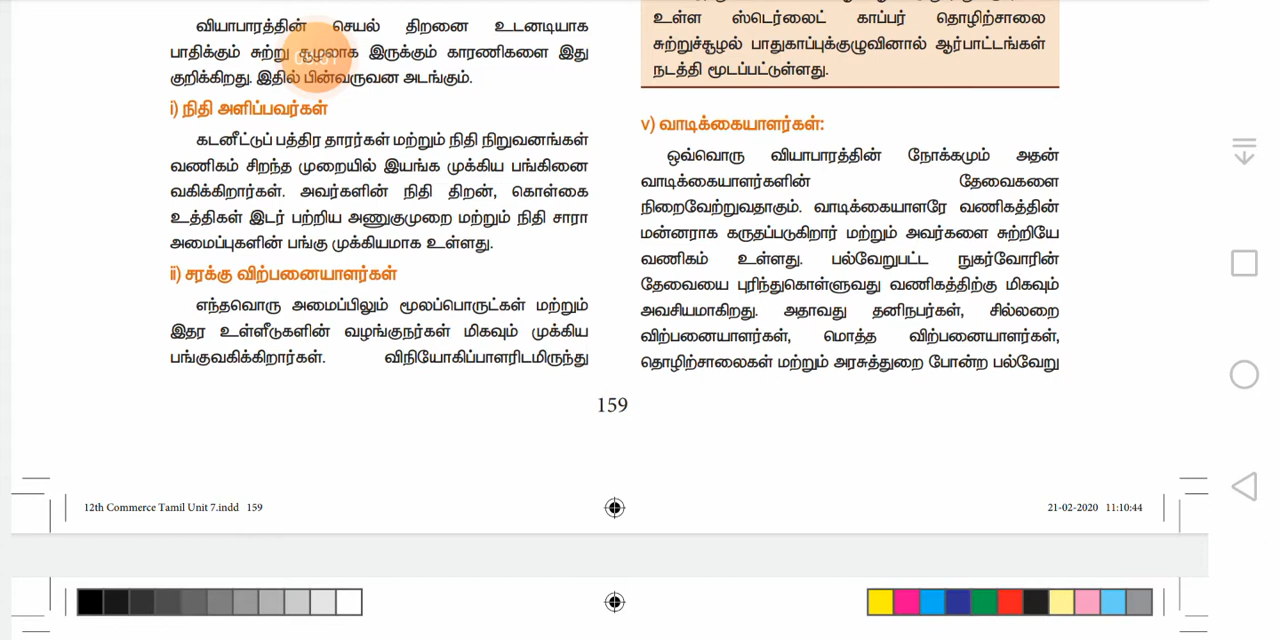 வியாபாரத்தின் செயல் திறனை உடனடியாக
பாதிக்கும் சுற்று சூழலாக இருக்கும் காரணிகளை இது
குறிக்கிறது. இதில் பின்வருவன அடங்கும்.
i) நிதி அளிப்பவர்கள்
கடனீட்டுப் பத்திர தாரர்கள் மற்றும் நிதி நிறுவனங்கள்
வணிகம் சிறந்த முறையில் இயங்க முக்கிய பங்கினை
வகிக்கிறார்கள். அவர்களின் நிதி திறன், கொள்கை
உத்திகள் இடர் பற்றிய அணுகுமுறை மற்றும் நிதி சாரா
அமைப்புகளின் பங்கு முக்கியமாக உள்ளது.
ii) சரக்கு விற்பனையாளர்கள்
எந்தவொரு அமைப்பிலும் மூலப்பொருட்கள் மற்றும்
இதர உள்ளீடுகளின் வழங்குநர்கள் மிகவும் முக்கிய
பங்குவகிக்கிறார்கள். விநியோகிப்பாளரிடமிருந்து
உள்ள ஸ்டெர்லைட் காப்பர் தொழிற்சாலை
சுற்றுச்சூழல் பாதுகாப்புக்குழுவினால் ஆர்பாட்டங்கள்
நடத்தி மூடப்பட்டுள்ளது.
v) வாடிக்கையாளர்கள்:
ஒவ்வொரு வியாபாரத்தின் நோக்கமும் அதன்
வாடிக்கையாளர்களின் தேவைகளை
நிறைவேற்றுவதாகும். வாடிக்கையாளரே வணிகத்தின்
மன்னராக கருதப்படுகிறார் மற்றும் அவர்களை சுற்றியே
வணிகம் உள்ளது. பல்வேறுபட்ட நுகர்வோரின்
தேவையை புரிந்துகொள்ளுவது வணிகத்திற்கு மிகவும்
அவசியமாகிறது. அதாவது தனிநபர்கள், சில்லறை
விற்பனையாளர்கள், மொத்த விற்பனையாளர்கள்,
தொழிற்சாலைகள் மற்றும் அரசுத்துறை போன்ற பல்வேறு
159
12th Commerce Tamil Unit 7.indd 159
21-02-2020 11:10:44